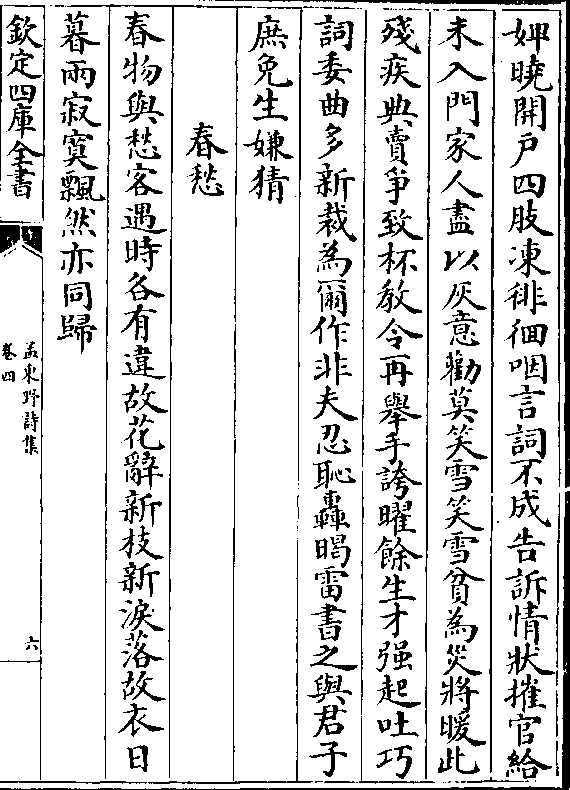 妽曉開戸四肢凍徘徊咽言詞不成告訴情狀摧官給
未入門家人盡以灰意勸莫笑雪笑雪貧為災將暖此
殘疾典賣爭致杯教令再舉手誇曜餘生才强起吐巧
詞委曲多新裁為爾作非夫忍恥轟暍雷書之與君子
庶免生嫌猜
春愁
春物與愁客遇時各有違故花辭新枝新淚落故衣日
暮雨寂寞飄然亦同歸
欽定四庫全書
孟東野詩集
卷四
六